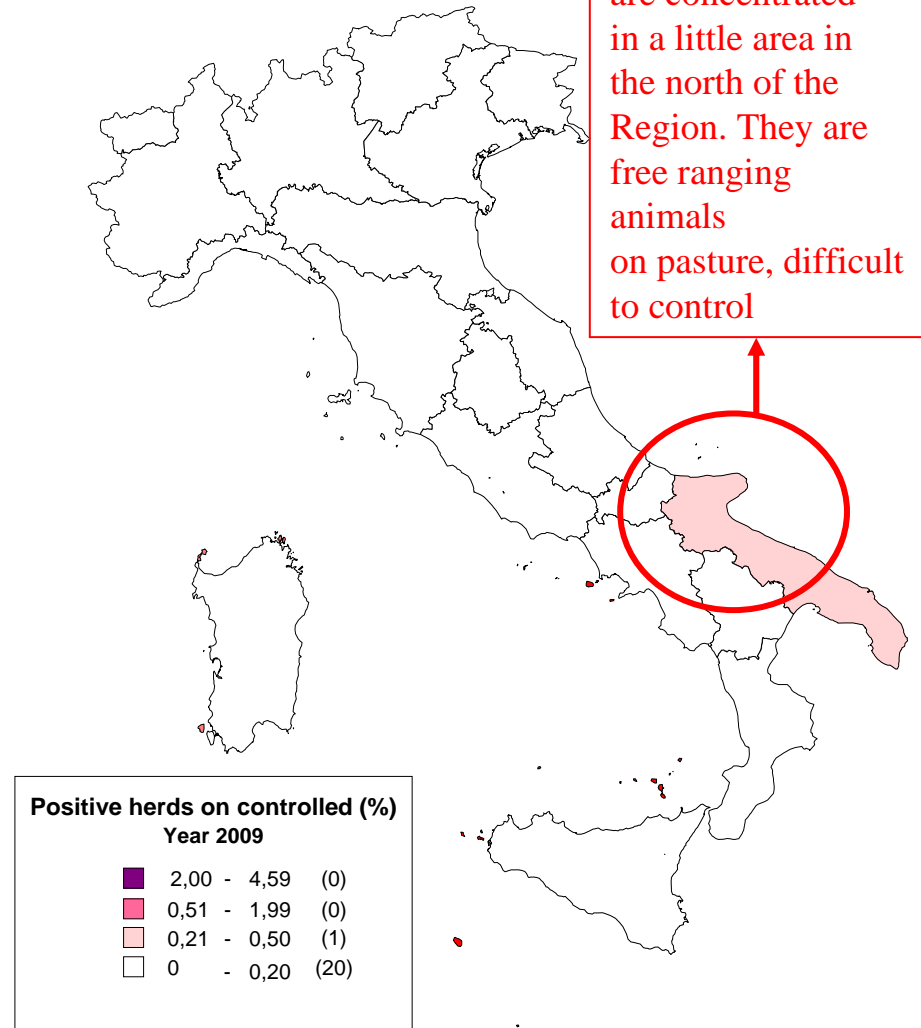 are concentrated
in a little area in
the north of the
Region. They are
free ranging
animals
on pasture, difficult
to control
Positive herds on controlled (%)
Year 2009
2,00 - 4,59 (0)
0,51 - 1,99 (0)
0,21 - 0,50 (1)
0 - 0,20 (20)